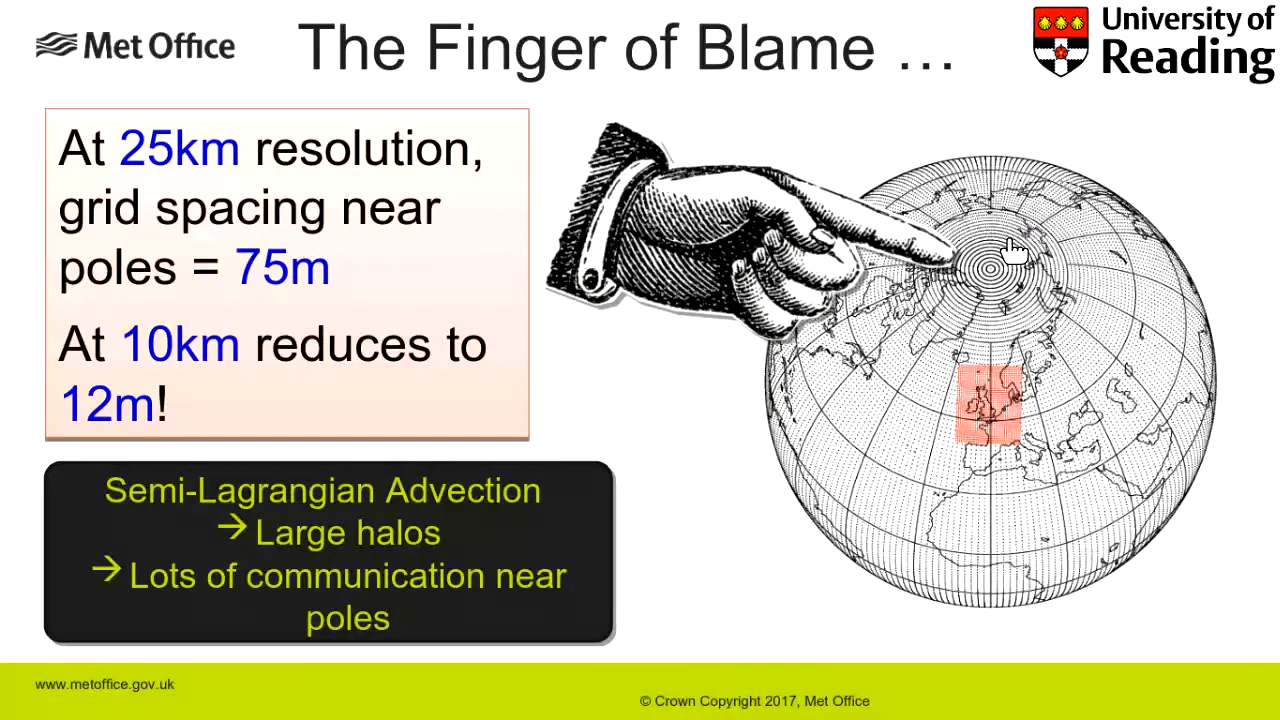 Met Office
The Finger of Blame …
University of
Reading
At 25km resolution,
grid spacing near
poles = 75m
At 10km reduces to
12m!
Semi-Lagrangian Advection
→ Large halos
→ Lots of communication near
poles
www.metoffice.gov.uk
© Crown Copyright 2017, Met Office